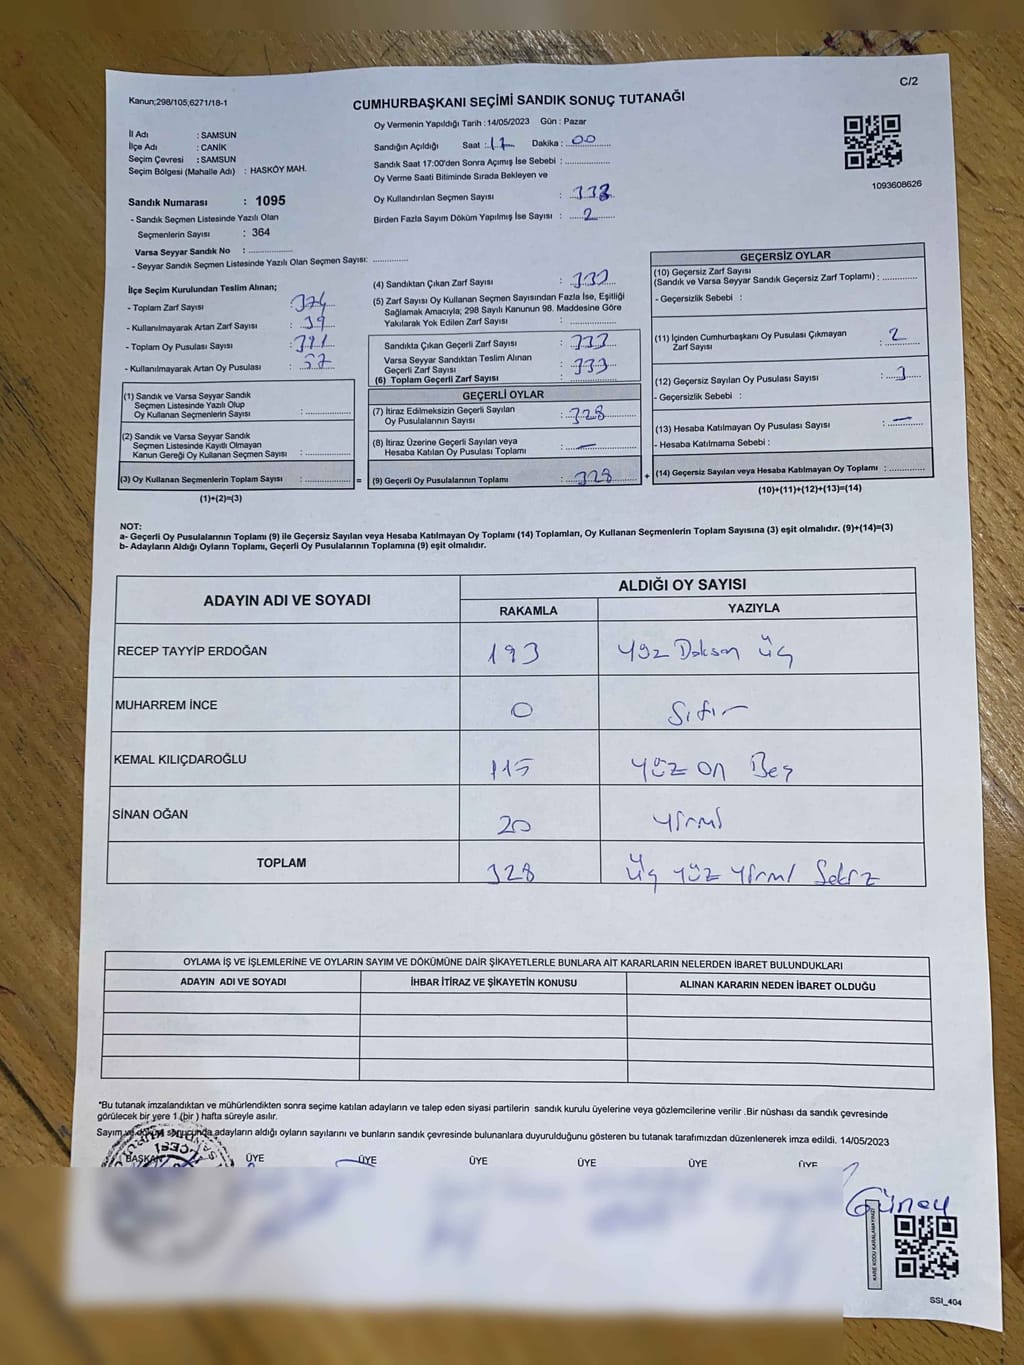 Kanun;298/105,6271/18-1
C/2
CUMHURBAŞKANI SEÇİMİ SANDIK SONUÇ TUTANAĞI
İl Adı : SAMSUN
İlçe Adı : CANİK
Seçim Çevresi : SAMSUN
Seçim Bölgesi (Mahalle Adı) : HASKÖY MAH.
Oy Vermenin Yapıldığı Tarih : 14/05/2023 Gün : Pazar
Sandığın Açıldığı Saat : 17 Dakika : 00
Sandık Saat 17:00'den Sonra Açımış İse Sebebi :
Oy Verme Saati Bitiminde Sırada Bekleyen ve
Oy Kullandırılan Seçmen Sayısı : 333
Birden Fazla Sayım Döküm Yapılmış İse Sayısı : 2
1093608626
Sandık Numarası : 1095
- Sandık Seçmen Listesinde Yazılı Olan
Seçmenlerin Sayısı : 364
Varsa Seyyar Sandık No :
- Seyyar Sandık Seçmen Listesinde Yazılı Olan Seçmen Sayısı:
İlçe Seçim Kurulundan Teslim Alınan;
- Toplam Zarf Sayısı : 374
- Kullanılmayarak Artan Zarf Sayısı : 39
- Toplam Oy Pusulası Sayısı :
- Kullanılmayarak Artan Oy Pusulası :
(1) Sandık ve Varsa Seyyar Sandık
Seçmen Listesinde Yazılı Olup
Oy Kullanan Seçmenlerin Sayısı :
(2) Sandık ve Varsa Seyyar Sandık
Seçmen Listesinde Kayıtlı Olmayan
Kanun Gereği Oy Kullanan Seçmen Sayısı :
(3) Oy Kullanan Seçmenlerin Toplam Sayısı : =
(1)+(2)=(3)
(4) Sandıktan Çıkan Zarf Sayısı : 333
(5) Zarf Sayısı Oy Kullanan Seçmen Sayısından Fazla İse, Eşitliği
Sağlamak Amacıyla; 298 Sayılı Kanunun 98. Maddesine Göre
Yakılarak Yok Edilen Zarf Sayısı :
Sandıkta Çıkan Geçerli Zarf Sayısı : 333
Varsa Seyyar Sandıktan Teslim Alınan
Geçerli Zarf Sayısı : 333
(6) Toplam Geçerli Zarf Sayısı :
GEÇERLİ OYLAR
(7) İtiraz Edilmeksizin Geçerli Sayılan
Oy Pusulalarının Sayısı : 328
(8) İtiraz Üzerine Geçerli Sayılan veya
Hesaba Katılan Oy Pusulası Toplamı : —
(9) Geçerli Oy Pusulalarının Toplamı : 328 +
GEÇERSİZ OYLAR
(10) Geçersiz Zarf Sayısı
(Sandık ve Varsa Seyyar Sandık Geçersiz Zarf Toplamı) :
- Geçersizlik Sebebi :
(11) İçinden Cumhurbaşkanı Oy Pusulası Çıkmayan
Zarf Sayısı : 2
(12) Geçersiz Sayılan Oy Pusulası Sayısı : 3
- Geçersizlik Sebebi :
(13) Hesaba Katılmayan Oy Pusulası Sayısı : —
- Hesaba Katılmama Sebebi :
(14) Geçersiz Sayılan veya Hesaba Katılmayan Oy Toplamı :
(10)+(11)+(12)+(13)=(14)
NOT:
a- Geçerli Oy Pusulalarının Toplamı (9) ile Geçersiz Sayılan veya Hesaba Katılmayan Oy Toplamı (14) Toplamları, Oy Kullanan Seçmenlerin Toplam Sayısına (3) eşit olmalıdır. (9)+(14)=(3)
b- Adayların Aldığı Oyların Toplamı, Geçerli Oy Pusulalarının Toplamına (9) eşit olmalıdır.
ADAYIN ADI VE SOYADI
ALDIĞI OY SAYISI
RAKAMLA YAZIYLA
RECEP TAYYİP ERDOĞAN 193 Yüz Doksan Üç
MUHARREM İNCE 0 Sıfır
KEMAL KILIÇDAROĞLU 115 Yüz on Beş
SİNAN OĞAN 20 Yirmi
TOPLAM 328 Üç Yüz Yirmi Sekiz
OYLAMA İŞ VE İŞLEMLERİNE VE OYLARIN SAYIM VE DÖKÜMÜNE DAİR ŞİKAYETLERLE BUNLARA AİT KARARLARIN NELERDEN İBARET BULUNDUKLARI
ADAYIN ADI VE SOYADI İHBAR İTİRAZ VE ŞİKAYETİN KONUSU ALINAN KARARIN NEDEN İBARET OLDUĞU
*Bu tutanak imzalandıktan ve mühürlendikten sonra seçime katılan adayların ve talep eden siyasi partilerin sandık kurulu üyelerine veya gözlemcilerine verilir .Bir nüshası da sandık çevresinde
görülecek bir yere 1 (bir ) hafta süreyle asılır.
Sayım ve döküm sonucunda adayların aldığı oyların sayılarını ve bunların sandık çevresinde bulunanlara duyurulduğunu gösteren bu tutanak tarafımızdan düzenlenerek imza edildi. 14/05/2023
BAŞKAN ÜYE ÜYE ÜYE ÜYE ÜYE ÜYE
Güney
KARE KODU KARALAMAYINIZ!
SSI_404